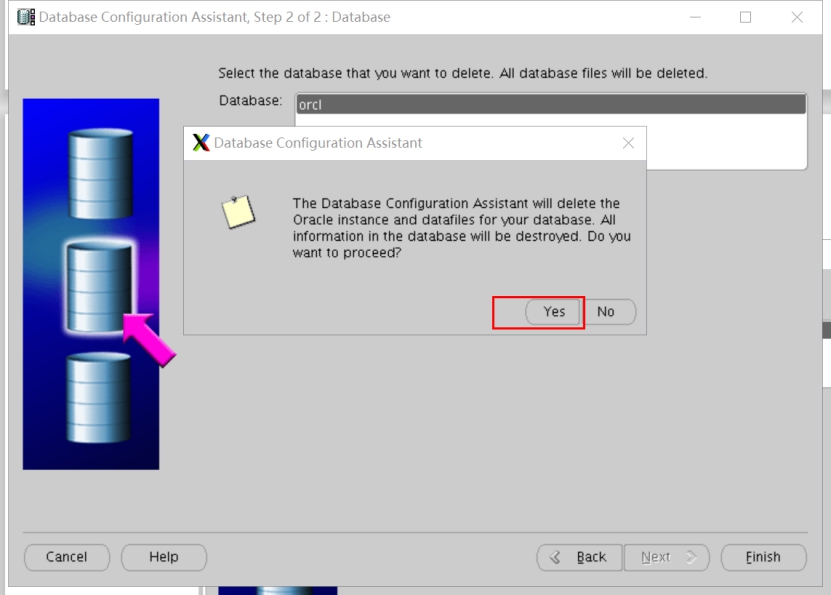 Database Configuration Assistant, Step 2 of 2 : Database
Select the database that you want to delete. All database files will be deleted.
Database:
orcl
Database Configuration Assistant
The Database Configuration Assistant will delete the
Oracle instance and datafiles for your database. All
information in the database will be destroyed. Do you
want to proceed?
Yes
No
Cancel
Help
Back
Next
Finish